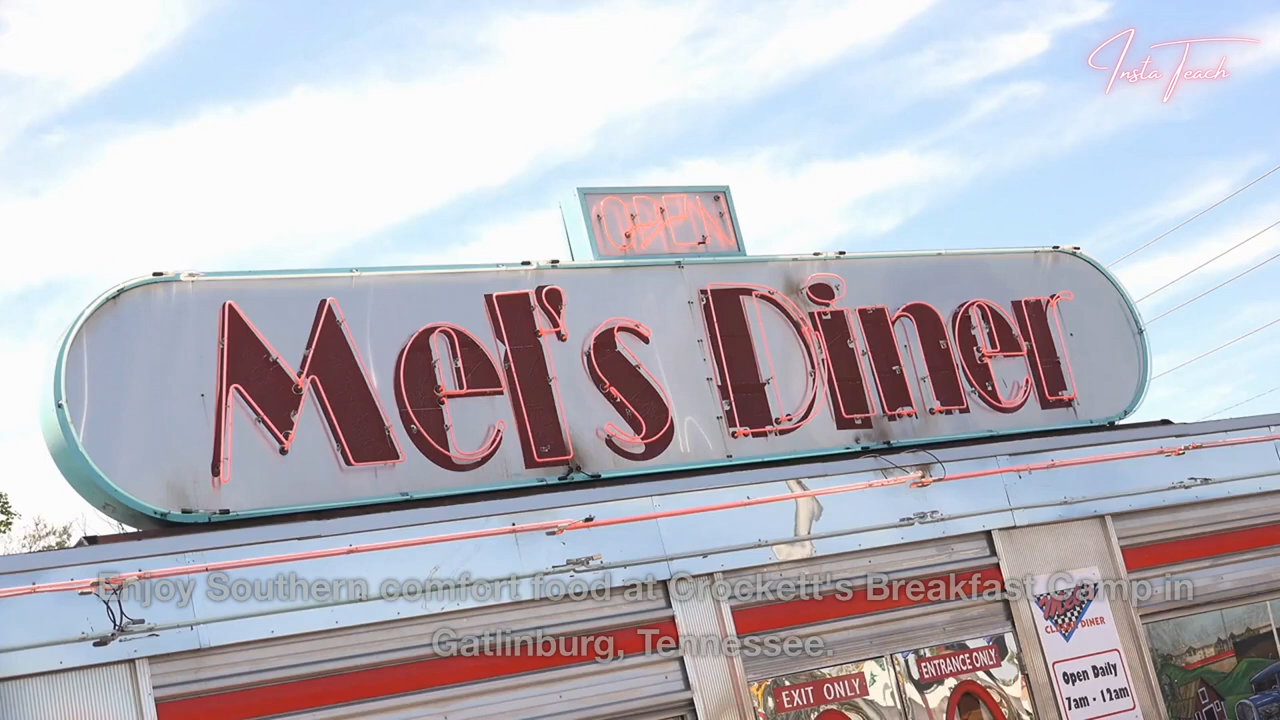 Insta Teach
OPEN
Mel's Diner
Enjoy Southern comfort food at Crockett's Breakfast Camp in
Gatlinburg, Tennessee.
Mel's
CLASSIC DINER
Open Daily
7am - 12am
EXIT ONLY
ENTRANCE ONLY